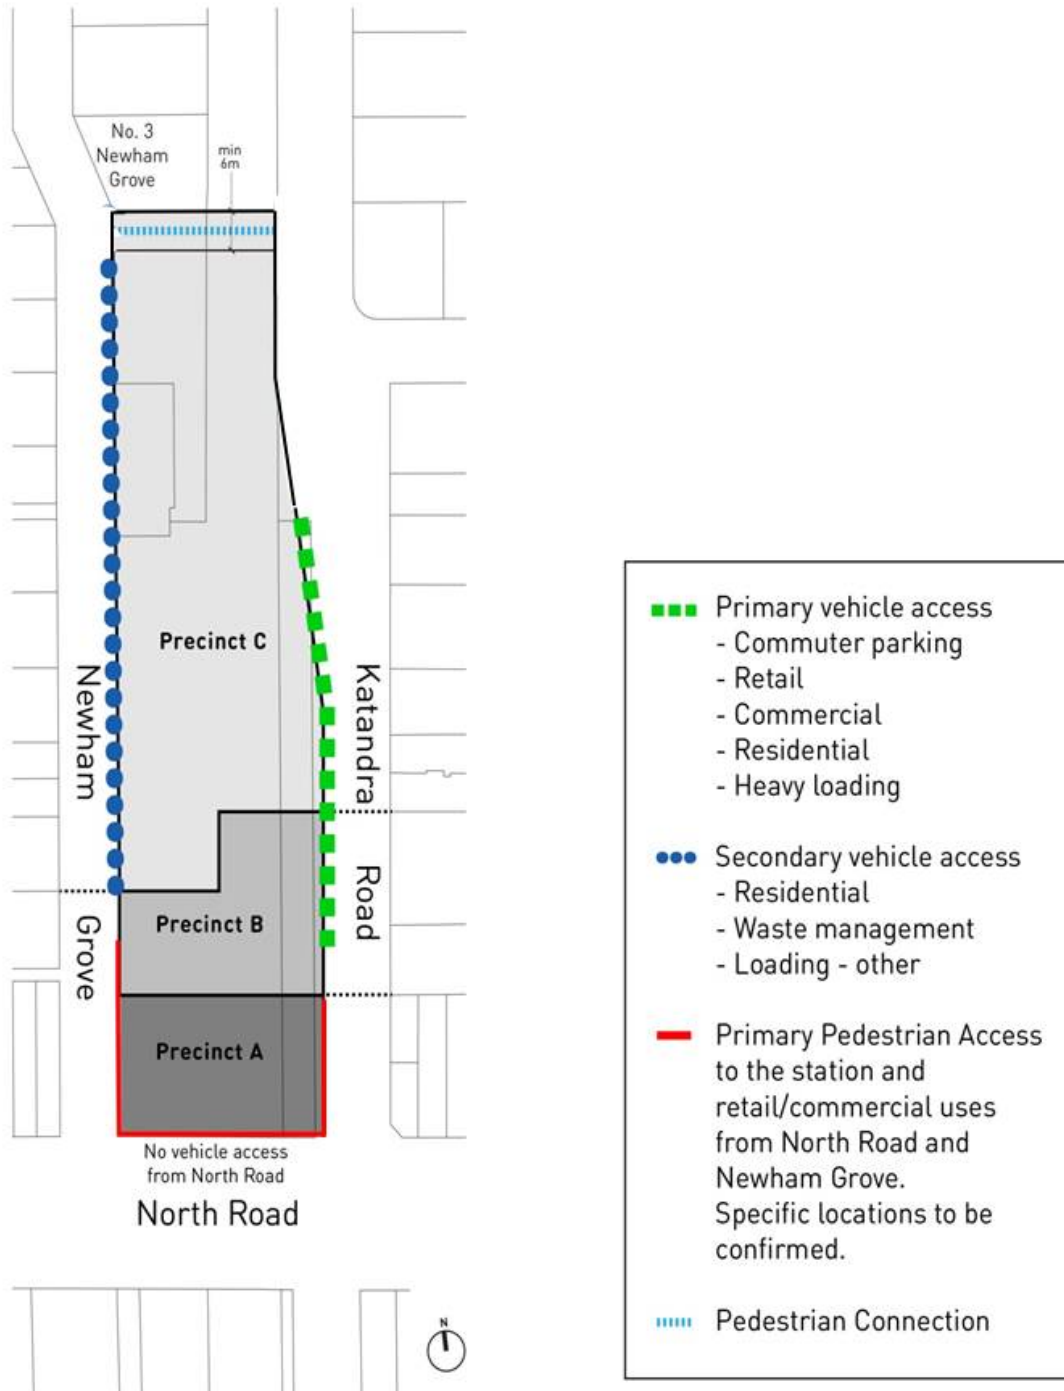 No. 3
Newham
Grove
min
6m
Precinct C
Newham
Grove
Katandra
Road
Precinct B
Precinct A
No vehicle access
from North Road
North Road
N
Primary vehicle access
- Commuter parking
- Retail
- Commercial
- Residential
- Heavy loading
Secondary vehicle access
- Residential
- Waste management
- Loading - other
Primary Pedestrian Access
to the station and
retail/commercial uses
from North Road and
Newham Grove.
Specific locations to be
confirmed.
Pedestrian Connection